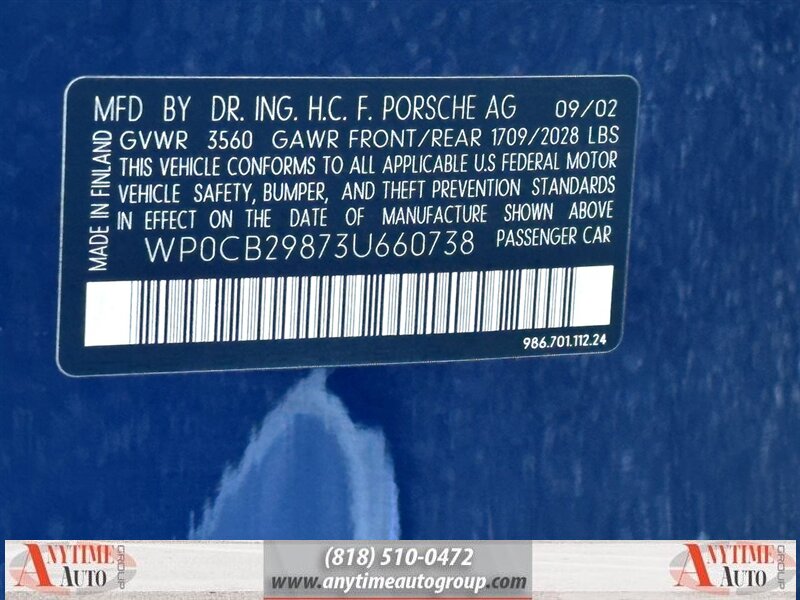 MFD BY DR. ING. H.C. F. PORSCHE AG 09/02
MADE IN FINLAND
GVWR 3560 GAWR FRONT/REAR 1709/2028 LBS
THIS VEHICLE CONFORMS TO ALL APPLICABLE U.S FEDERAL MOTOR
VEHICLE SAFETY, BUMPER, AND THEFT PREVENTION STANDARDS
IN EFFECT ON THE DATE OF MANUFACTURE SHOWN ABOVE
WP0CB29873U660738 PASSENGER CAR
986.701.112.24
ANYTIME AUTO GROUP
(818) 510-0472
www.anytimeautogroup.com
ANYTIME AUTO GROUP